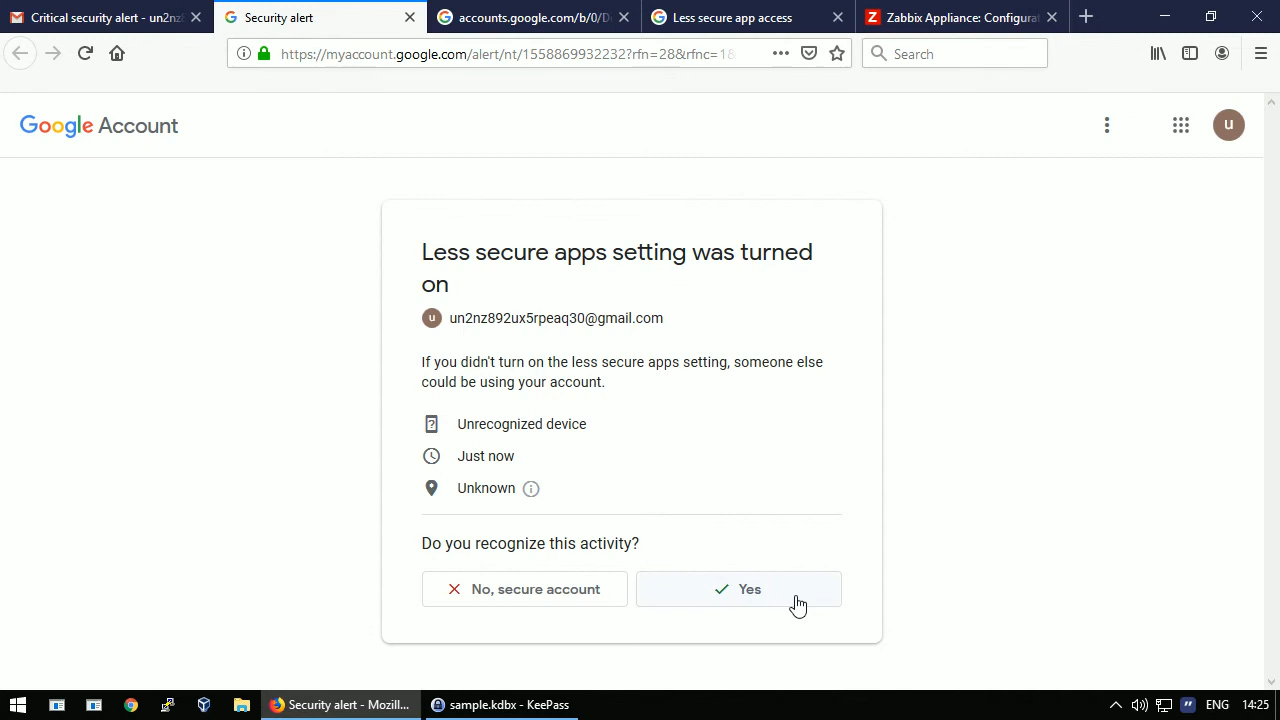 Critical security alert - un2nz8
Security alert
accounts.google.com/b/0/D
Less secure app access
Zabbix Appliance: Configurat
https://myaccount.google.com/alert/nt/1558869932232?rfn=28&rfnc=1&
Search
Google Account
u
Less secure apps setting was turned
on
u un2nz892ux5rpeaq30@gmail.com
If you didn't turn on the less secure apps setting, someone else
could be using your account.
Unrecognized device
Just now
Unknown
Do you recognize this activity?
No, secure account
Yes
Security alert - Mozill...
sample.kdbx - KeePass
ENG
14:25